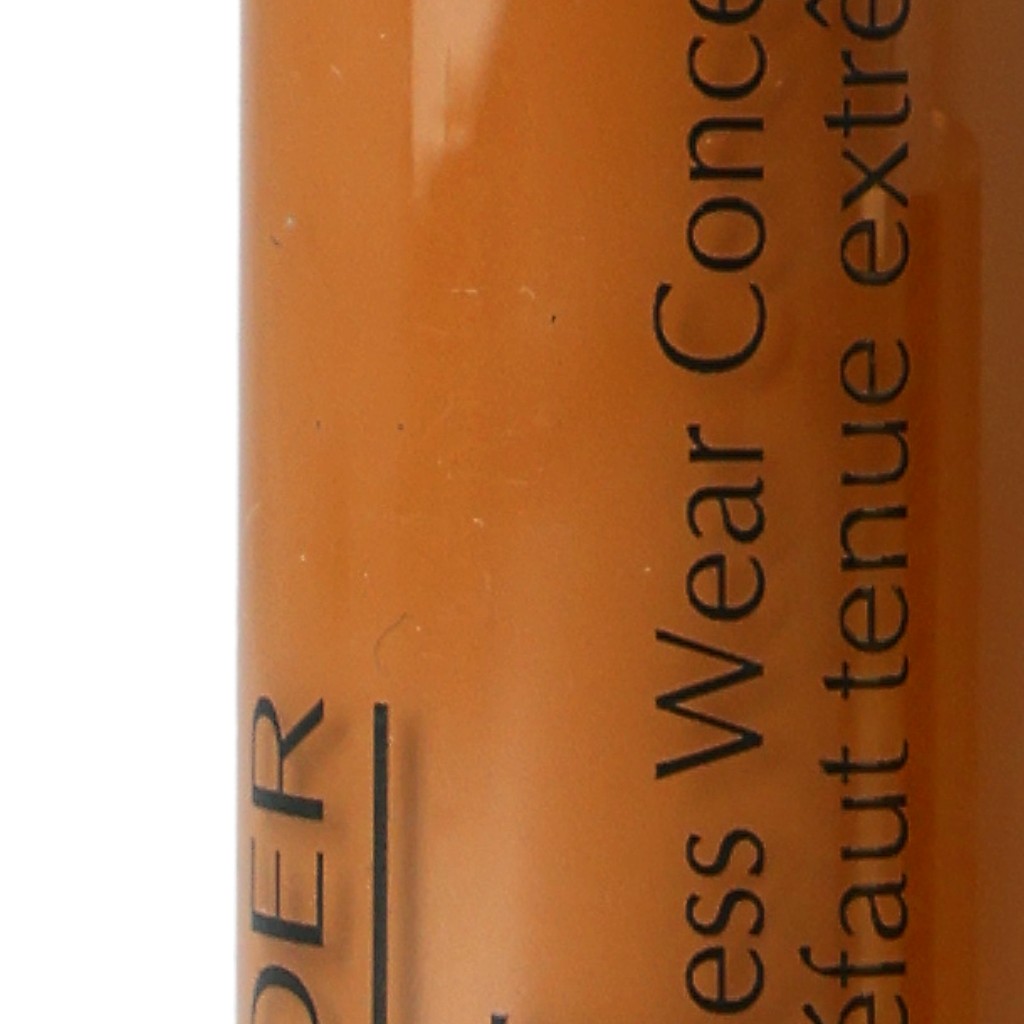 DER
ess Wear Conce
éfaut tenue extrê